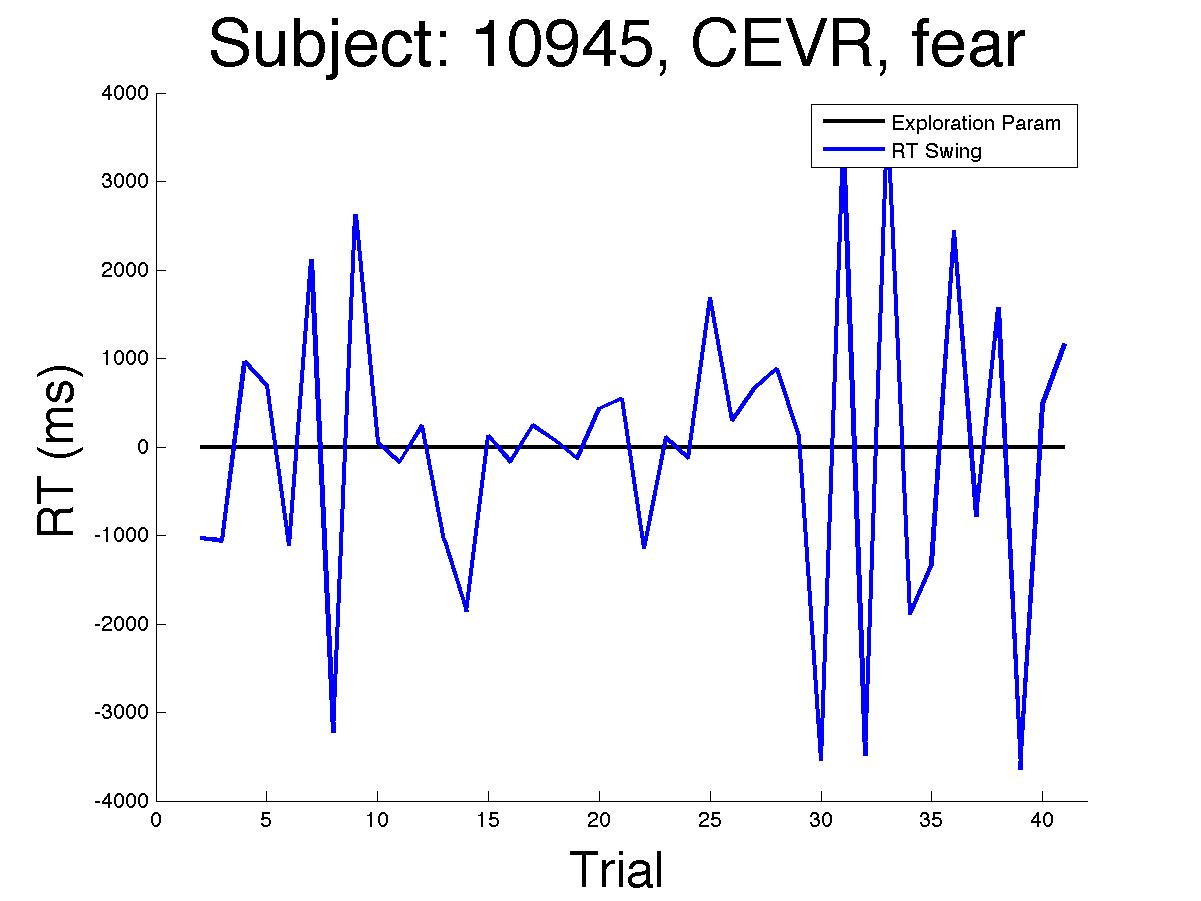 Subject: 10945, CEVR, fear
4000
3000
2000
1000
0
-1000
-2000
-3000
-4000
RT (ms)
Exploration Param
RT Swing
0 5 10 15 20 25 30 35 40
Trial